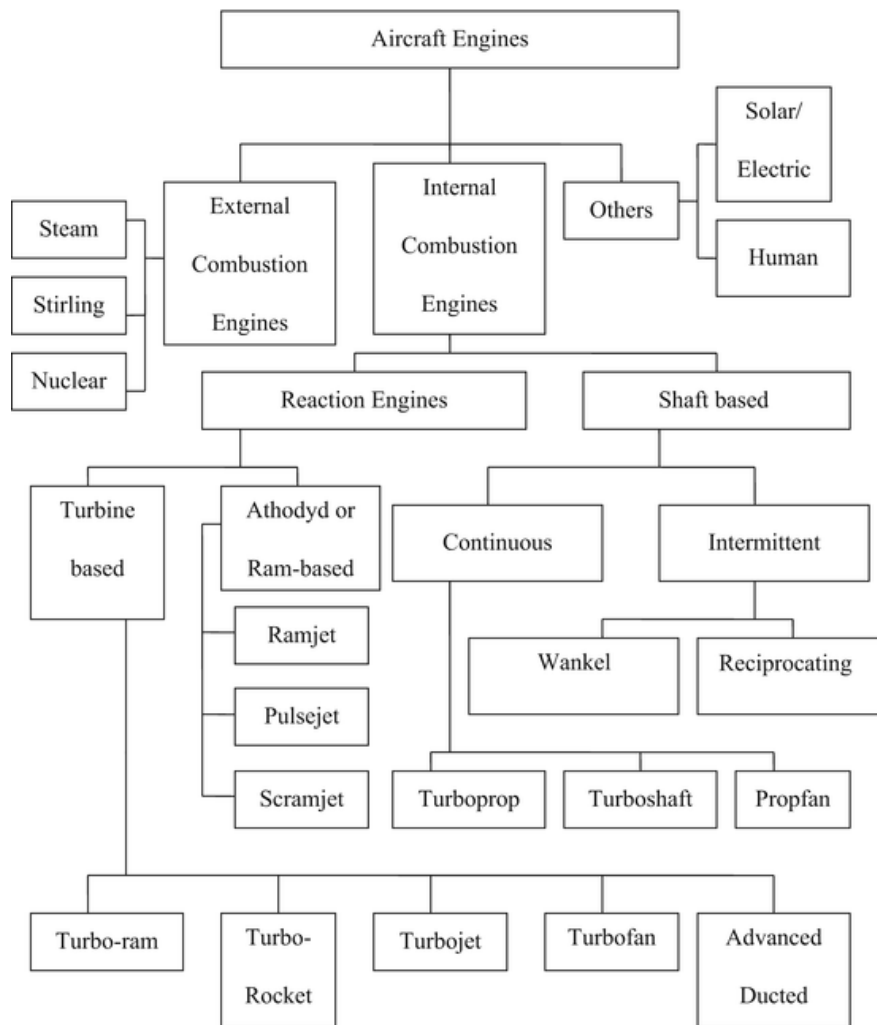 Aircraft Engines
Solar/
Electric
External
Combustion
Engines
Internal
Combustion
Engines
Others
Human
Steam
Stirling
Nuclear
Reaction Engines
Shaft based
Turbine
based
Athodyd or
Ram-based
Continuous
Intermittent
Ramjet
Pulsejet
Scramjet
Wankel
Reciprocating
Turboprop
Turboshaft
Propfan
Turbo-ram
Turbo-
Rocket
Turbojet
Turbofan
Advanced
Ducted